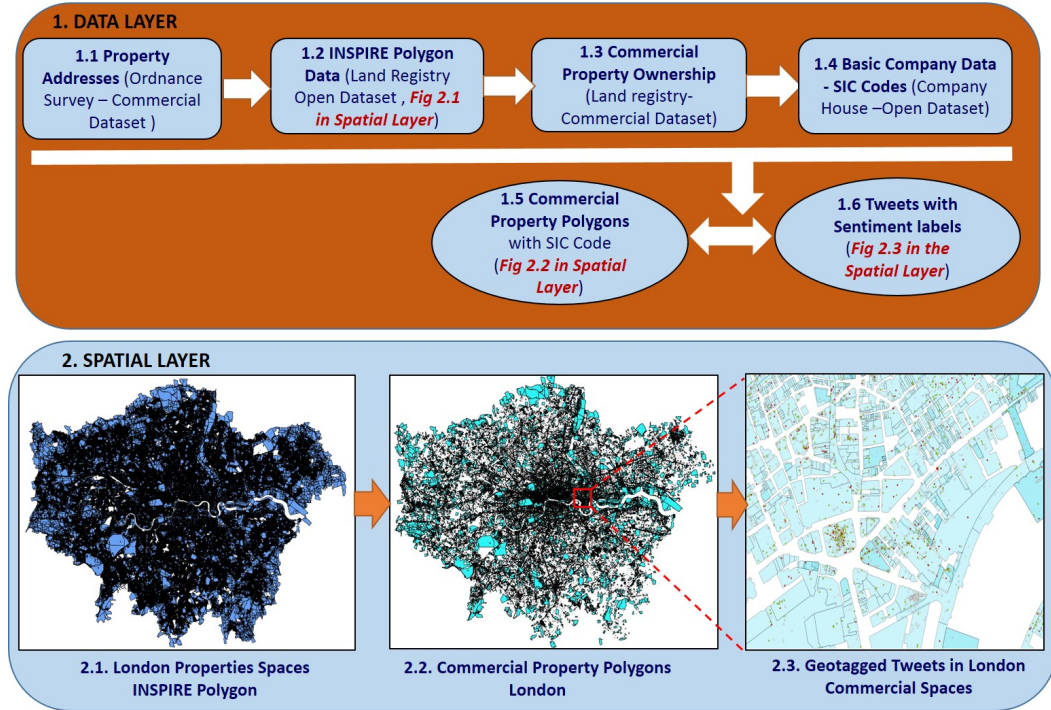 1. DATA LAYER
1.1 Property
Addresses (Ordnance
Survey – Commercial
Dataset )
1.2 INSPIRE Polygon
Data (Land Registry
Open Dataset , Fig 2.1
in Spatial Layer)
1.3 Commercial
Property Ownership
(Land registry-
Commercial Dataset)
1.4 Basic Company Data
- SIC Codes (Company
House –Open Dataset)
1.5 Commercial
Property Polygons
with SIC Code
(Fig 2.2 in Spatial
Layer)
1.6 Tweets with
Sentiment labels
(Fig 2.3 in the
Spatial Layer)
2. SPATIAL LAYER
2.1. London Properties Spaces
INSPIRE Polygon
2.2. Commercial Property Polygons
London
2.3. Geotagged Tweets in London
Commercial Spaces